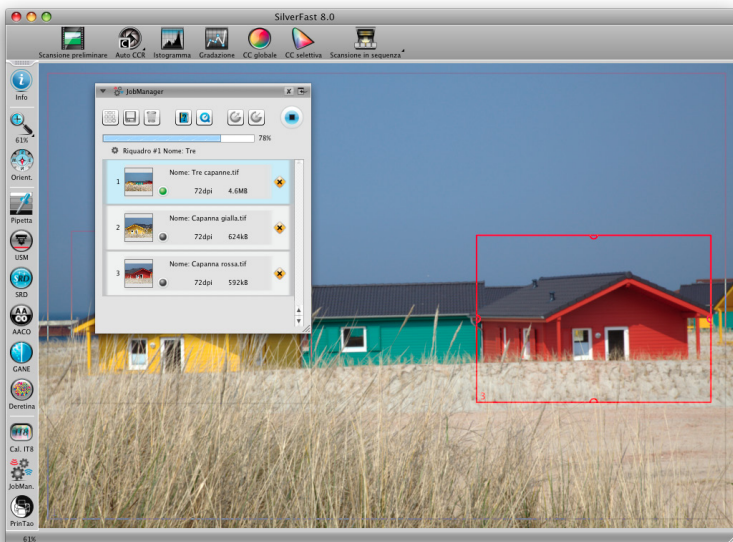 SilverFast 8.0
Scansione preliminare Auto CCR Istogramma Gradazione CC globale CC selettiva Scansione in sequenza
Info
61%
Orient.
Pipetta
USM
SRD
SRD
AACO
AACO
GANE
Deretina
IT8
Cal. IT8
JobMan.
PrinTao
61%
JobManager
78%
Riquadro #1 Nome: Tre
1 Nome: Tre capanne.tif
72dpi 4.6MB
2 Nome: Capanna gialla.tif
72dpi 624kB
3 Nome: Capanna rossa.tif
72dpi 592kB
3